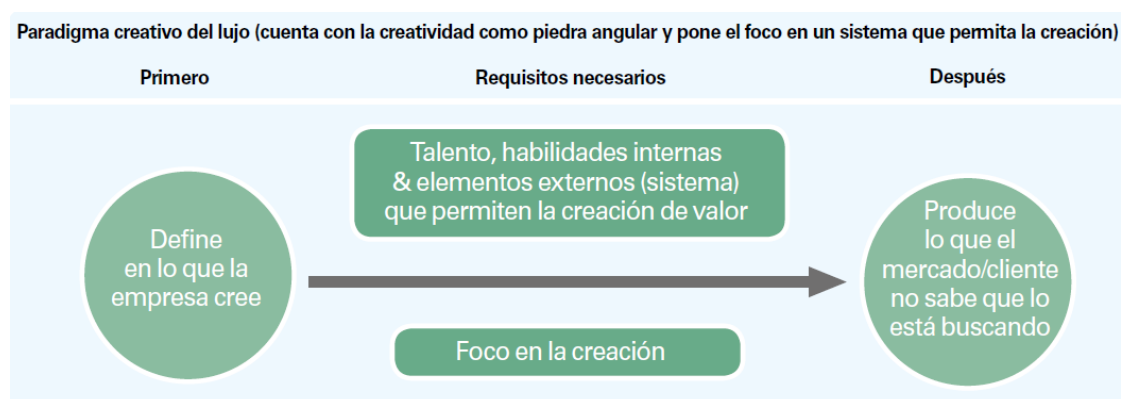 Paradigma creativo del lujo (cuenta con la creatividad como piedra angular y pone el foco en un sistema que permita la creación)
Primero
Requisitos necesarios
Después
Define
en lo que la
empresa cree
Talento, habilidades internas
& elementos externos (sistema)
que permiten la creación de valor
Foco en la creación
Produce
lo que el
mercado/cliente
no sabe que lo
está buscando